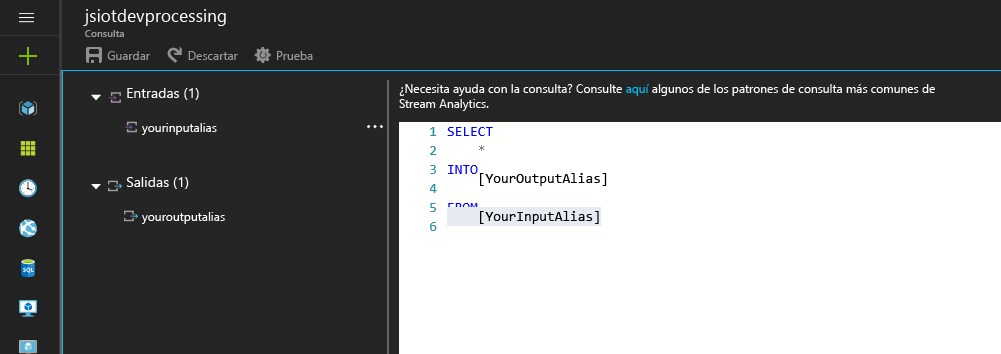 jsiotdevprocessing
Consulta
Guardar Descartar Prueba
Entradas (1)
yourinputalias
Salidas (1)
youroutputalias
¿Necesita ayuda con la consulta? Consulte aquí algunos de los patrones de consulta más comunes de
Stream Analytics.
1 SELECT
2 *
3 INTO
4 [YourOutputAlias]
5 FROM
6 [YourInputAlias]
SQL